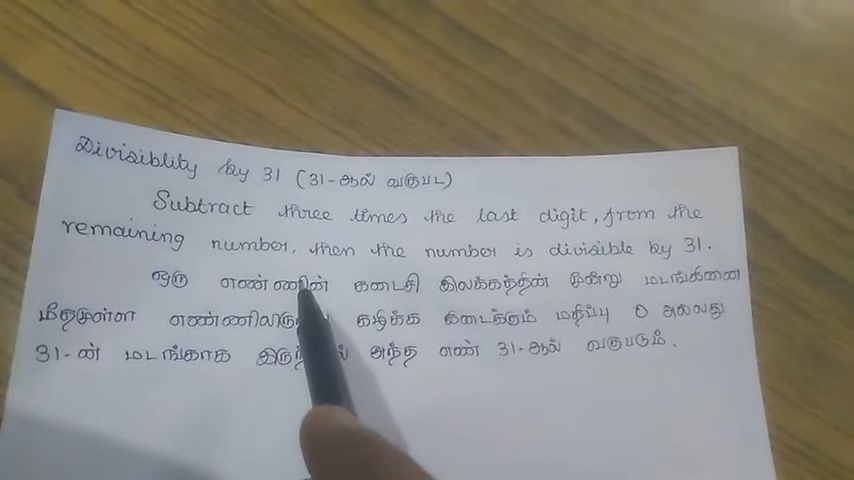 Divisiblity by 31 (31-ஆல் வகுபட)
Subtract three times the last digit, from the
remaining number, then the number is divisible by 31.
ஒரு எண்ணின் கடைசி இலக்கத்தின் மூன்று மடங்கினை
மீதமுள்ள கழிக்க கிடைக்கும் மதிப்பு 0 அல்லது
31-ன் மடங்காக அந்த எண் 31-ஆல் வகுபடும்.